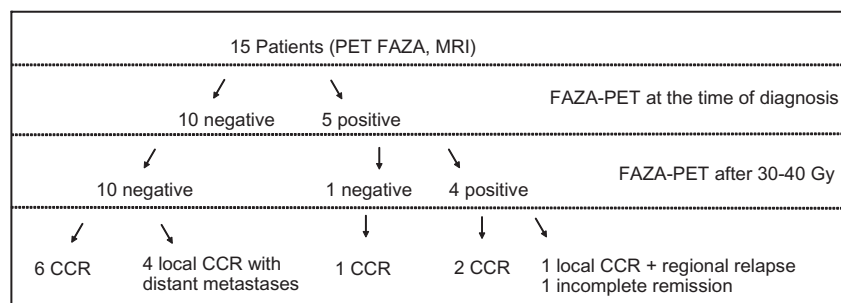 15 Patients (PET FAZA, MRI)
FAZA-PET at the time of diagnosis
10 negative 5 positive
FAZA-PET after 30-40 Gy
10 negative 1 negative 4 positive
6 CCR
4 local CCR with
distant metastases
1 CCR
2 CCR
1 local CCR + regional relapse
1 incomplete remission